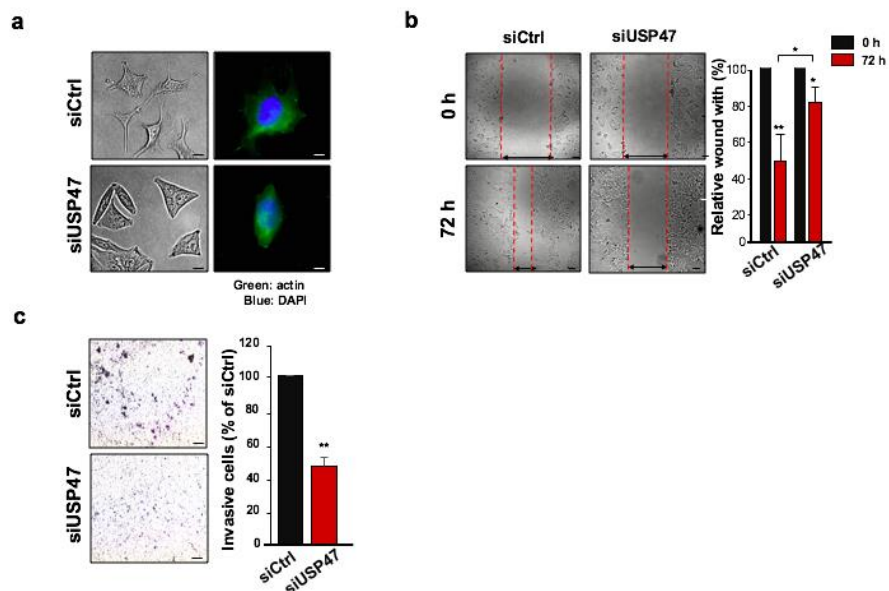 a
siCtrl
siUSP47
Green: actin
Blue: DAPI
b
siCtrl
siUSP47
0 h
72 h
0 h
72 h
Relative wound with (%)
100
80
60
40
20
0
**
*
*
siCtrl
siUSP47
c
siCtrl
siUSP47
Invasive cells (% of siCtrl)
120
100
80
60
40
20
0
**
siCtrl
siUSP47